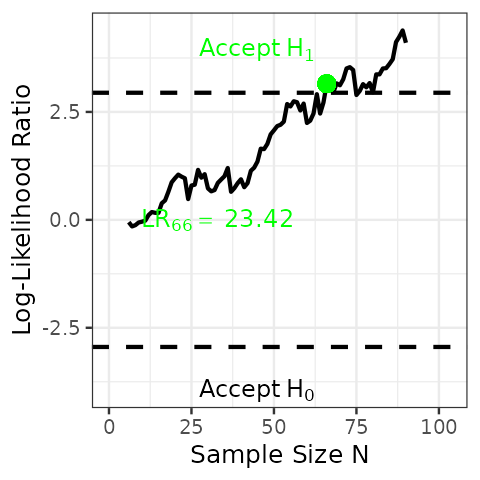 Accept H₁
2.5
0.0
-2.5
LR₆₆ = 23.42
Accept H₀
0
25
50
75
100
Sample Size N
Log-Likelihood Ratio